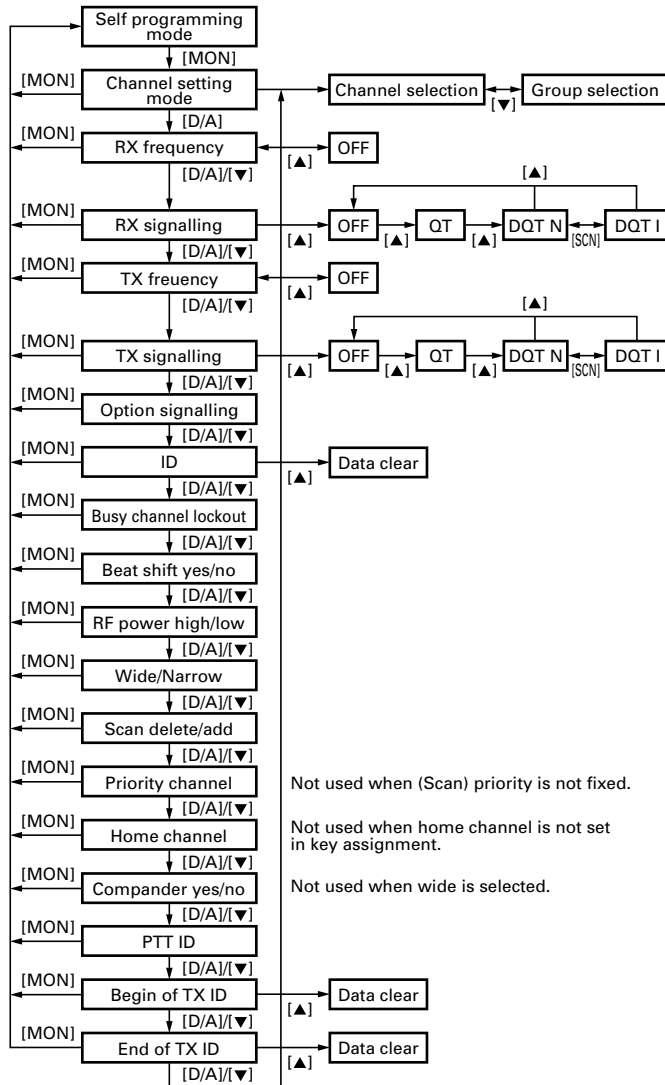 Self programming
mode
[MON]
[MON]
Channel setting
mode
Channel selection
[▼]
Group selection
[D/A]
[MON]
RX frequency
[▲]
OFF
[D/A]/[▼]
[▲]
[MON]
RX signalling
[▲]
OFF
[▲]
QT
[▲]
DQT N
[SCN]
DQT I
[D/A]/[▼]
[MON]
TX freuency
[▲]
OFF
[D/A]/[▼]
[▲]
[MON]
TX signalling
[▲]
OFF
[▲]
QT
[▲]
DQT N
[SCN]
DQT I
[D/A]/[▼]
[MON]
Option signalling
[D/A]/[▼]
[MON]
ID
[▲]
Data clear
[D/A]/[▼]
[MON]
Busy channel lockout
[D/A]/[▼]
[MON]
Beat shift yes/no
[D/A]/[▼]
[MON]
RF power high/low
[D/A]/[▼]
[MON]
Wide/Narrow
[D/A]/[▼]
[MON]
Scan delete/add
[D/A]/[▼]
[MON]
Priority channel
Not used when (Scan) priority is not fixed.
[D/A]/[▼]
[MON]
Home channel
Not used when home channel is not set
in key assignment.
[D/A]/[▼]
[MON]
Compander yes/no
Not used when wide is selected.
[D/A]/[▼]
[MON]
PTT ID
[D/A]/[▼]
[MON]
Begin of TX ID
[▲]
Data clear
[D/A]/[▼]
[MON]
End of TX ID
[▲]
Data clear
[D/A]/[▼]